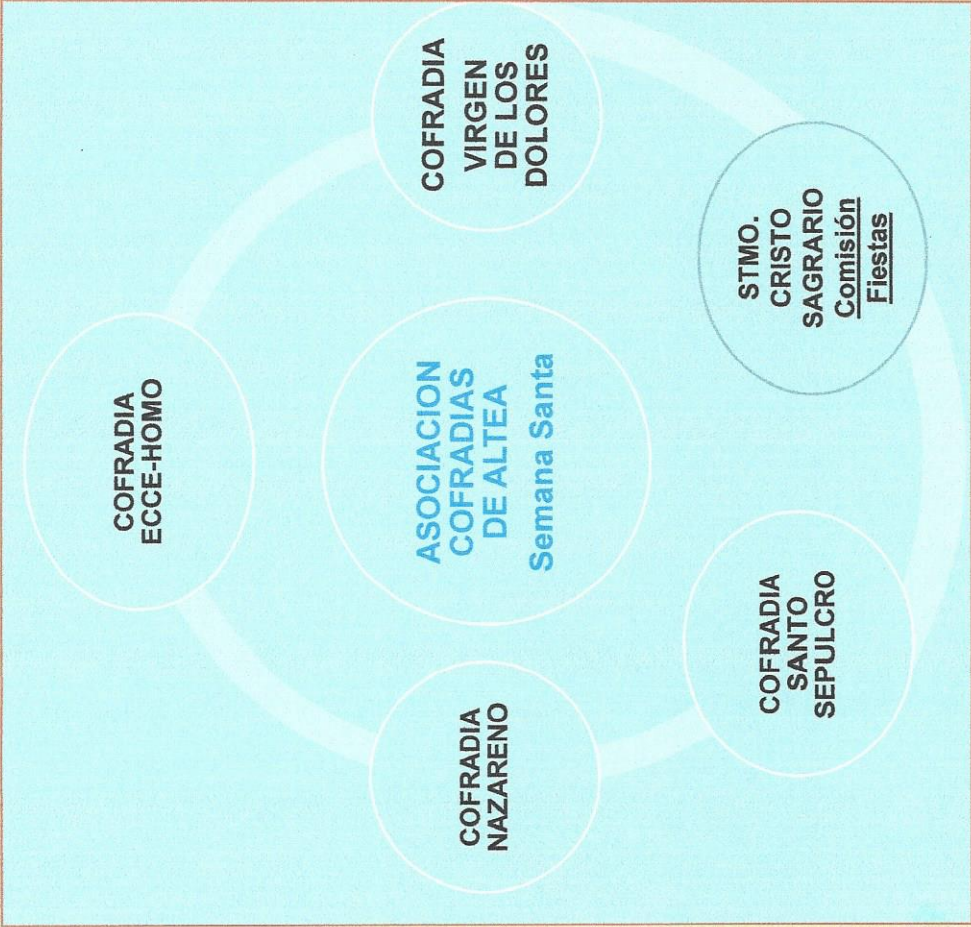 COFRADIA
ECCE-HOMO
COFRADIA
VIRGEN
DE LOS
DOLORES
ASOCIACION
COFRADIAS
DE ALTEA
Semana Santa
STMO.
CRISTO
SAGRARIO
Comisión
Fiestas
COFRADIA
NAZARENO
COFRADIA
SANTO
SEPULCRO